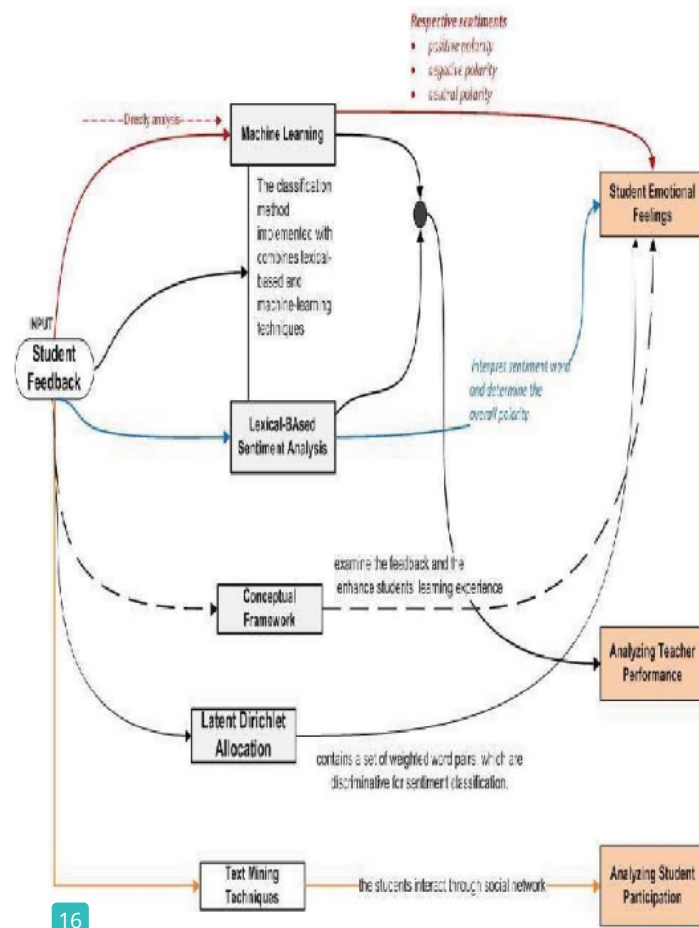 Respective sentiments
• positive polarity
• negative polarity
• neutral polarity
Directly analysis
Machine Learning
The classification
method
implemented with
combines lexical-
based and
machine-learning
techniques
Student Emotional
Feelings
INPUT
Student
Feedback
Interpret sentiment word
and determine the
overall polarity
Lexical-BAsed
Sentiment Analysis
examine the feedback and the
enhance students' learning experience
Conceptual
Framework
Analyzing Teacher
Performance
Latent Dirichlet
Allocation
contains a set of weighted word pairs, which are
discriminative for sentiment classification.
Text Mining
Techniques
the students interact through social network
Analyzing Student
Participation
16